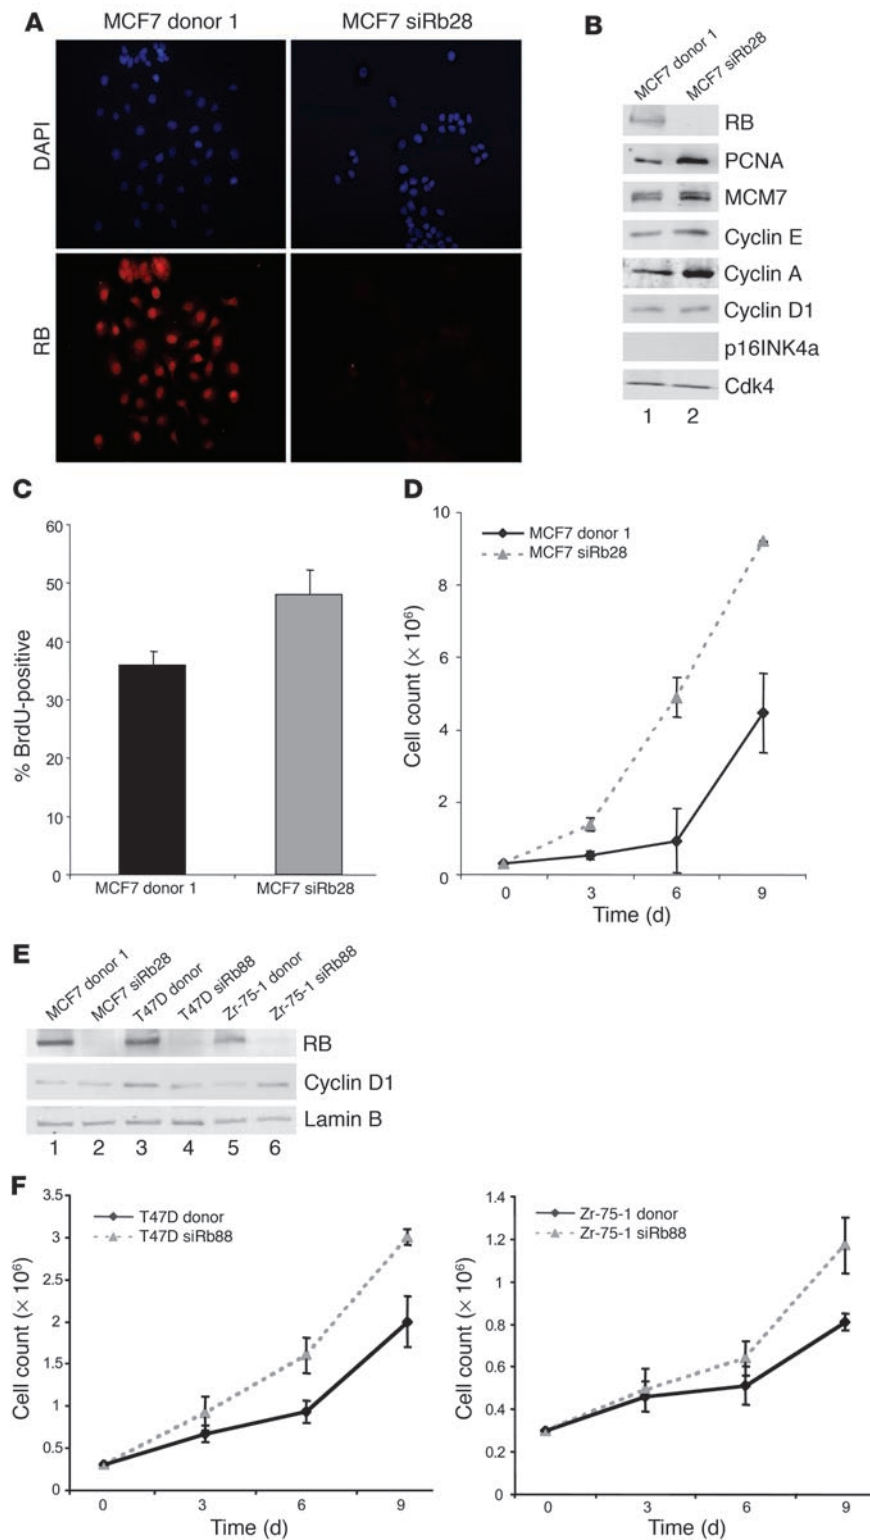 A
MCF7 donor 1
MCF7 siRb28
DAPI
RB
B
MCF7 donor 1
MCF7 siRb28
RB
PCNA
MCM7
Cyclin E
Cyclin A
Cyclin D1
p16INK4a
Cdk4
1 2
C
% BrdU-positive
60
50
40
30
20
10
0
MCF7 donor 1
MCF7 siRb28
D
MCF7 donor 1
MCF7 siRb28
Cell count (× 10⁶)
10
8
6
4
2
0
0 3 6 9
Time (d)
E
MCF7 donor 1
MCF7 siRb28
T47D donor
T47D siRb88
Zr-75-1 donor
Zr-75-1 siRb88
RB
Cyclin D1
Lamin B
1 2 3 4 5 6
F
T47D donor
T47D siRb88
Cell count (× 10⁶)
3.5
3
2.5
2
1.5
1
0.5
0
0 3 6 9
Time (d)
Zr-75-1 donor
Zr-75-1 siRb88
Cell count (× 10⁶)
1.4
1.2
1
0.8
0.6
0.4
0.2
0
0 3 6 9
Time (d)